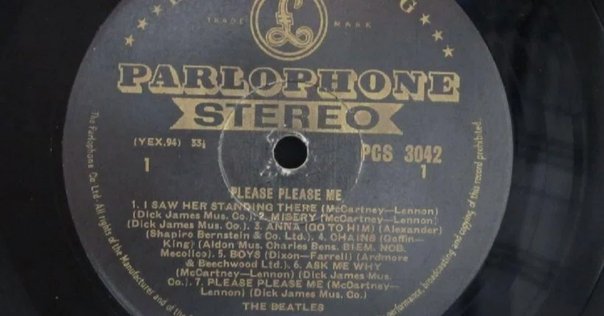 TRADE MARK
PARLOPHONE
STEREO
(YEX.94) 33⅓
1
PCS 3042
1
PLEASE PLEASE ME
1. I SAW HER STANDING THERE (McCartney—Lennon)
(Dick James Mus. Co.) 2. MISERY (McCartney—Lennon)
(Dick James Mus. Co.) 3. ANNA (GO TO HIM) (Alexander)
(Shapiro Bernstein & Co. Ltd.) 4. CHAINS (Goffin—
King) (Aldon Mus. Charles Bens. BIEM. NOB.
Mecolico). 5. BOYS (Dixon—Farrell) (Ardmore
& Beechwood Ltd.) 6. ASK ME WHY
(McCartney—Lennon) (Dick James Mus.
Co.) 7. PLEASE PLEASE ME (McCartney—
Lennon) (Dick James Mus. Co.)
THE BEATLES
The Parlophone Co. Ltd. All rights of the Manufacturer and of the
performance, broadcasting and copying of this record prohibited.